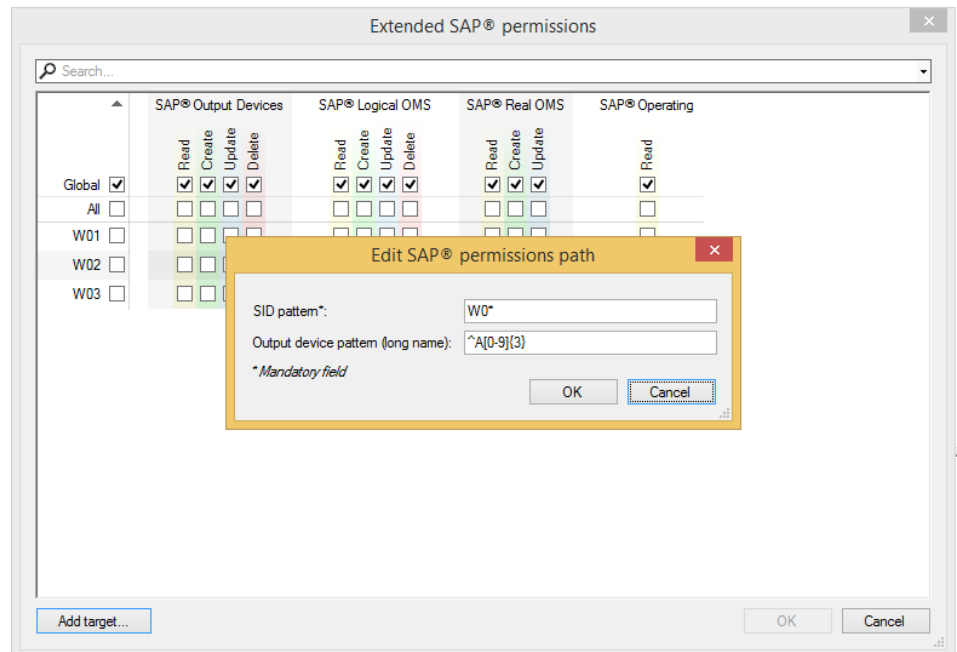 Extended SAP® permissions
Search...
SAP® Output Devices SAP® Logical OMS SAP® Real OMS SAP® Operating
Read Create Update Delete Read Create Update Delete Read Create Update Read
Global
All
W01
W02
W03
Edit SAP® permissions path
SID pattern*: W0*
Output device pattern (long name): ^A[0-9]{3}
* Mandatory field
OK Cancel
Add target... OK Cancel